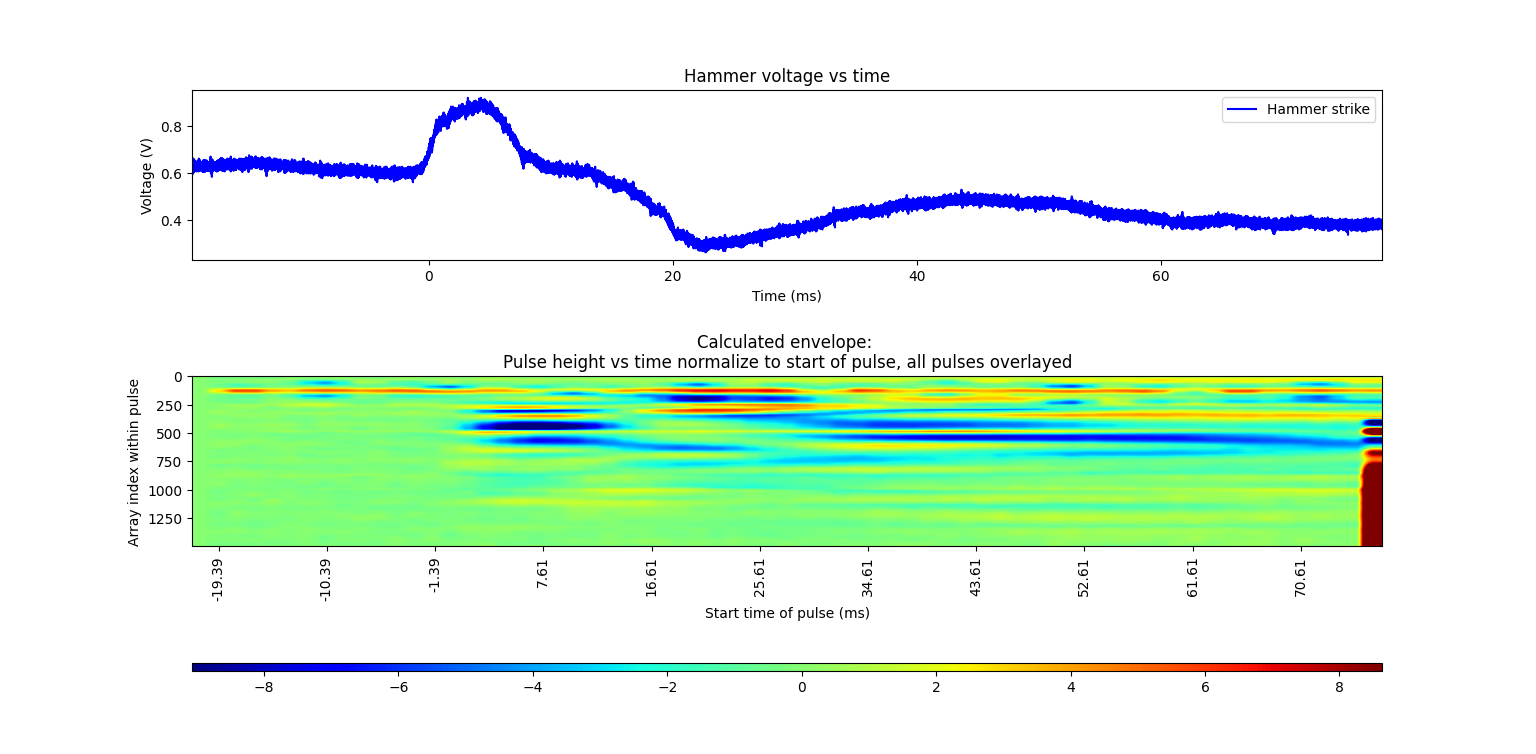 Hammer voltage vs time
Hammer strike
Voltage (V)
0.8
0.6
0.4
0 20 40 60
Time (ms)
Calculated envelope:
Pulse height vs time normalize to start of pulse, all pulses overlayed
Array index within pulse
0
250
500
750
1000
1250
-19.39 -10.39 -1.39 7.61 16.61 25.61 34.61 43.61 52.61 61.61 70.61
Start time of pulse (ms)
−8 −6 −4 −2 0 2 4 6 8